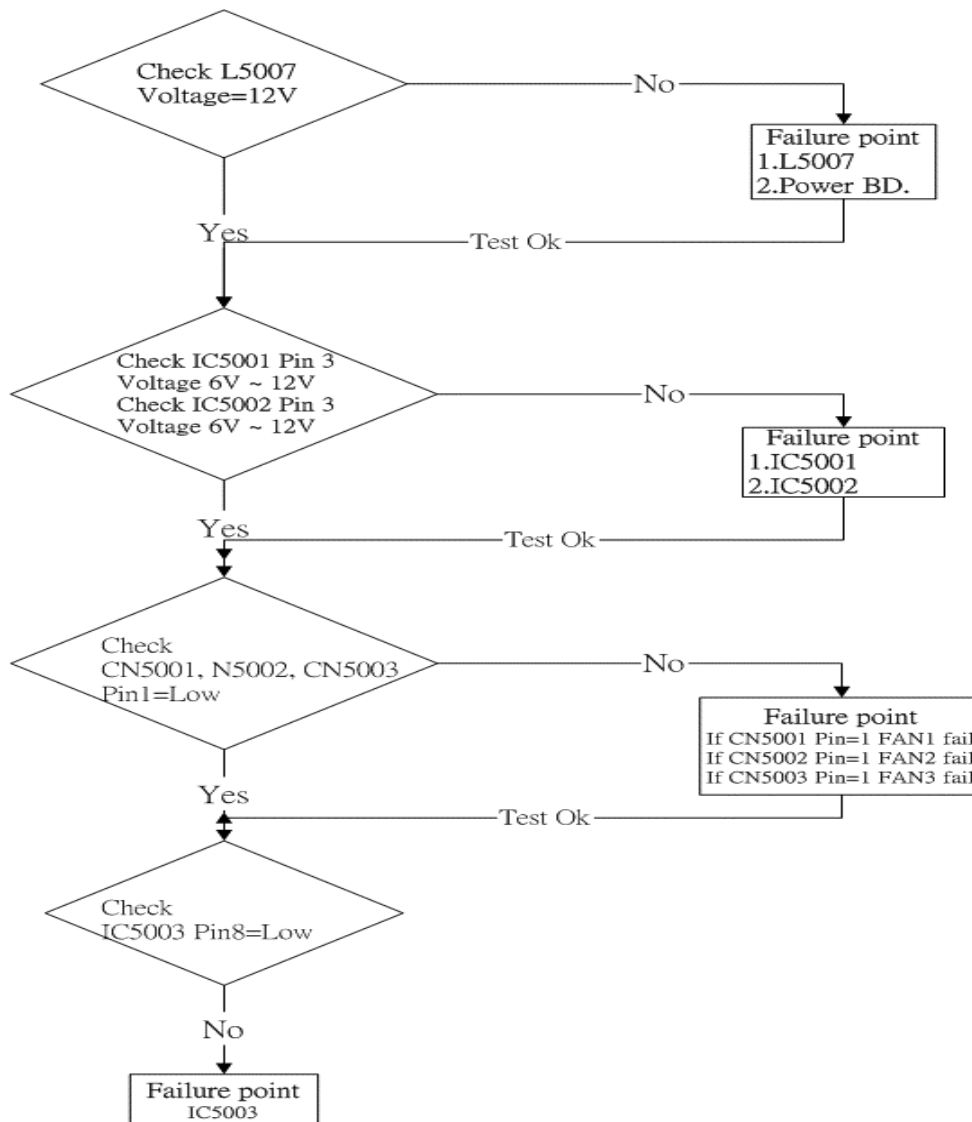 Check L5007
Voltage=12V
No
Failure point
1.L5007
2.Power BD.
Yes
Test Ok
Check IC5001 Pin 3
Voltage 6V ~ 12V
Check IC5002 Pin 3
Voltage 6V ~ 12V
No
Failure point
1.IC5001
2.IC5002
Yes
Test Ok
Check
CN5001, N5002, CN5003
Pin1=Low
No
Failure point
If CN5001 Pin=1 FAN1 fail
If CN5002 Pin=1 FAN2 fail
If CN5003 Pin=1 FAN3 fail
Yes
Test Ok
Check
IC5003 Pin8=Low
No
Failure point
IC5003